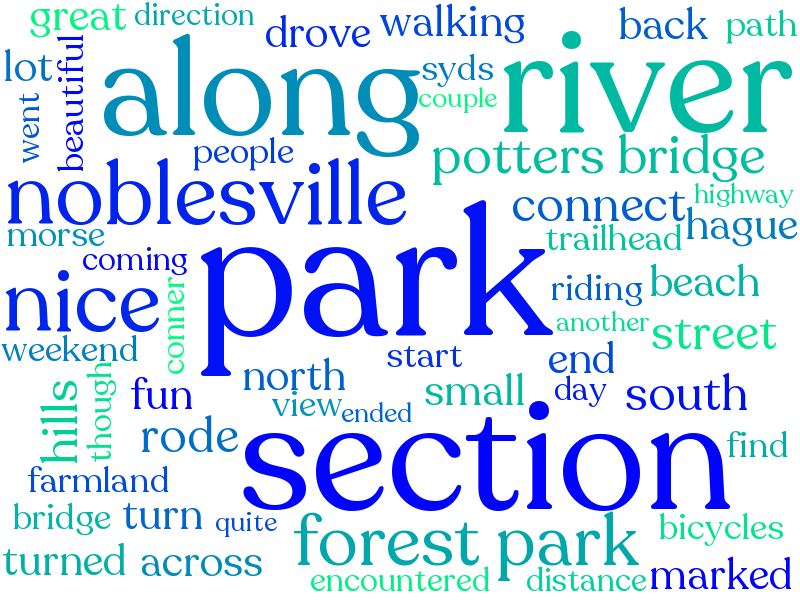 great direction
drove walking back path
lot along river
syds
couple
went
beautiful
people
potters bridge
noblesville
highway
connect
hague
morse
trailhead
park
coming
nice
conner
riding beach
another
street
weekend
start
end
north
day
fun
small
south
view
ended
hills
though
rode
section
find
farmland
bridge turn quite
forest park
bicycles
turned across
encountered distance marked